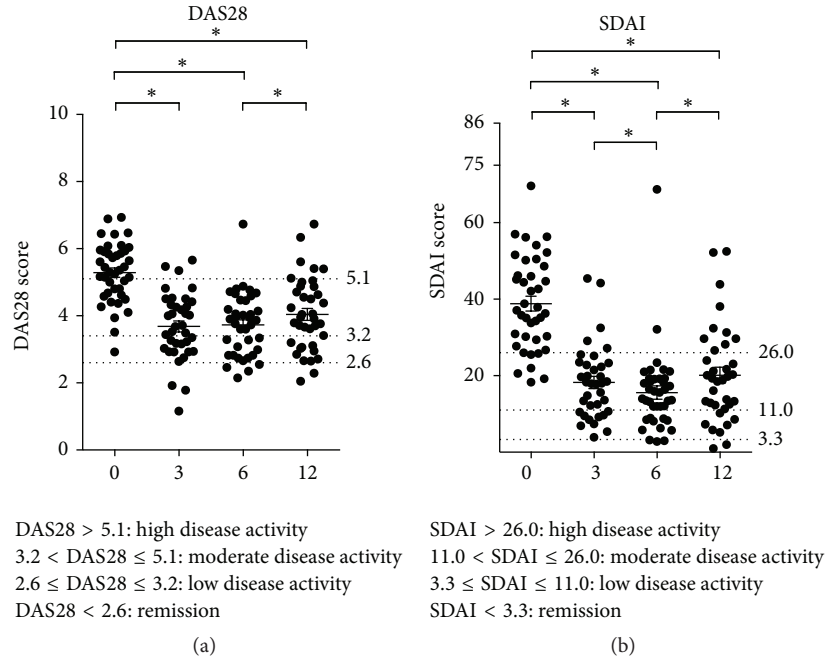 DAS28
*
*
*
*
10
8
6
4
2
0
DAS28 score
5.1
3.2
2.6
0
3
6
12
DAS28 > 5.1: high disease activity
3.2 < DAS28 ≤ 5.1: moderate disease activity
2.6 ≤ DAS28 ≤ 3.2: low disease activity
DAS28 < 2.6: remission
(a)
SDAI
*
*
*
*
*
86
75
60
40
20
SDAI score
26.0
11.0
3.3
0
3
6
12
SDAI > 26.0: high disease activity
11.0 < SDAI ≤ 26.0: moderate disease activity
3.3 ≤ SDAI ≤ 11.0: low disease activity
SDAI < 3.3: remission
(b)